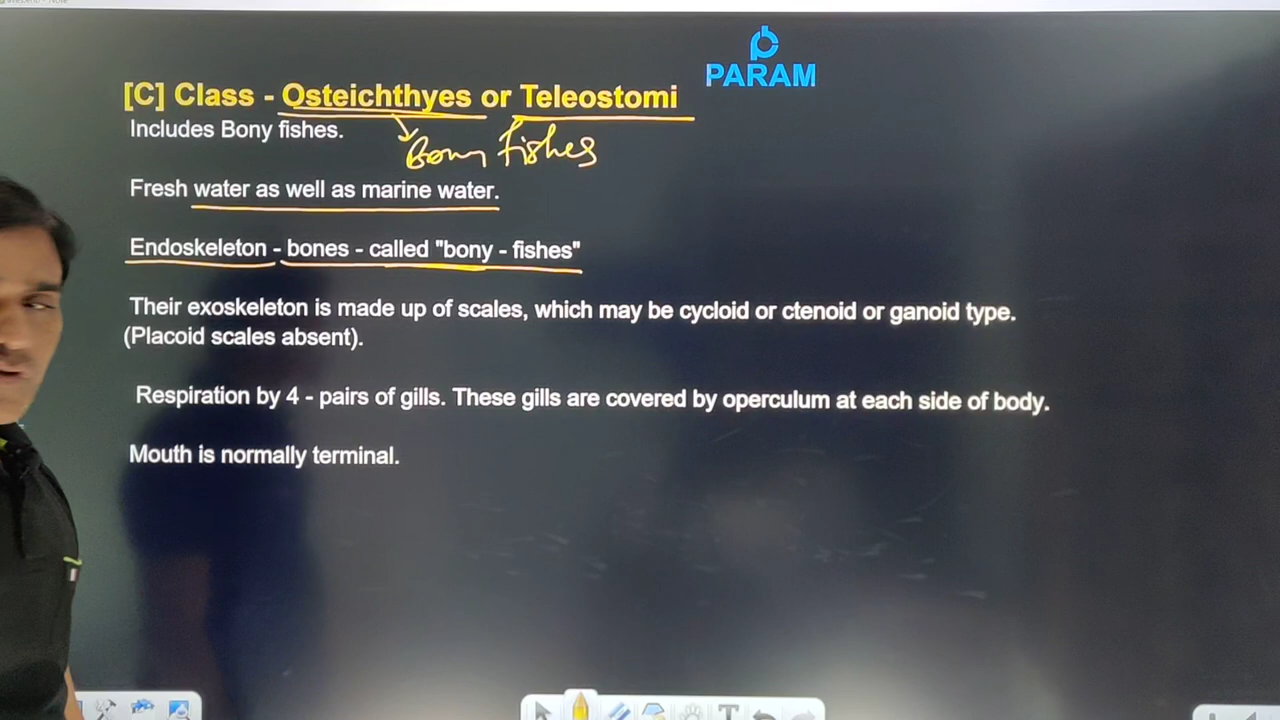 PARAM
[C] Class - Osteichthyes or Teleostomi
Includes Bony fishes.
Bony fishes
Fresh water as well as marine water.
Endoskeleton - bones - called "bony - fishes"
Their exoskeleton is made up of scales, which may be cycloid or ctenoid or ganoid type.
(Placoid scales absent).
Respiration by 4 - pairs of gills. These gills are covered by operculum at each side of body.
Mouth is normally terminal.
T